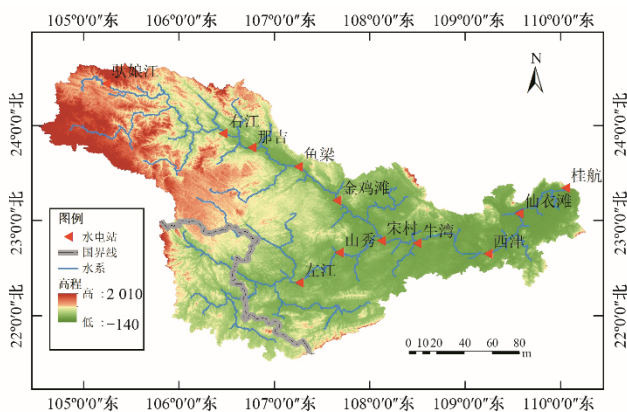 105°0′0″东 106°0′0″东 107°0′0″东 108°0′0″东 109°0′0″东 110°0′0″东
N
24°0′0″北 24°0′0″北
23°0′0″北 23°0′0″北
22°0′0″北 22°0′0″北
驮娘江
右江
那吉
鱼梁
金鸡滩
桂航
仙衣滩
山秀
宋村
牛湾
西津
左江
图例
水电站
国界线
水系
高程
高:2 010
低:-140
0 10 20 40 60 80
m
105°0′0″东 106°0′0″东 107°0′0″东 108°0′0″东 109°0′0″东 110°0′0″东